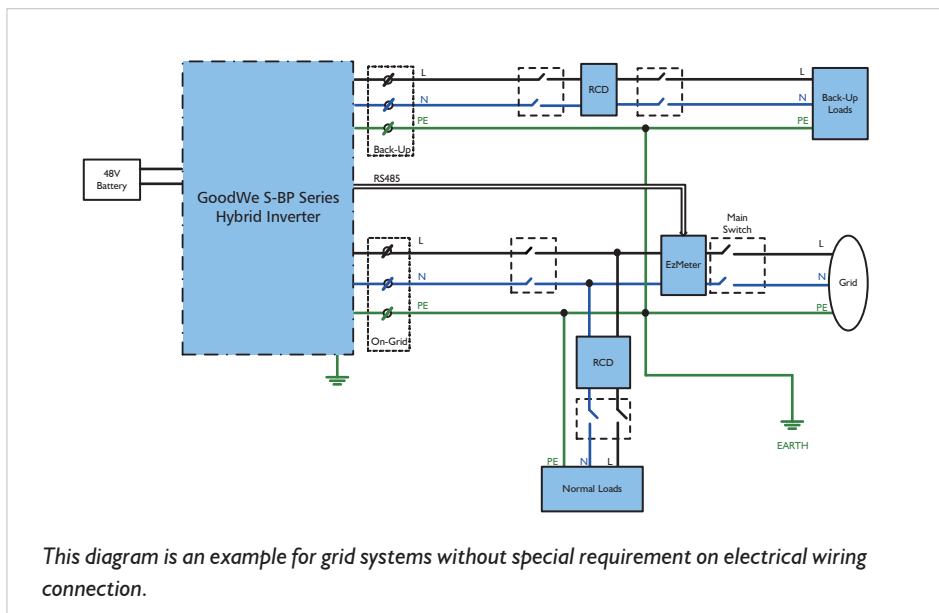 L
RCD
L
N
N
Back-Up
Loads
PE
PE
Back-Up
48V
Battery
RS485
GoodWe S-BP Series
Hybrid Inverter
Main
Switch
L
L
EzMeter
N
N
Grid
PE
PE
On-Grid
RCD
EARTH
PE
N
L
Normal Loads
This diagram is an example for grid systems without special requirement on electrical wiring
connection.